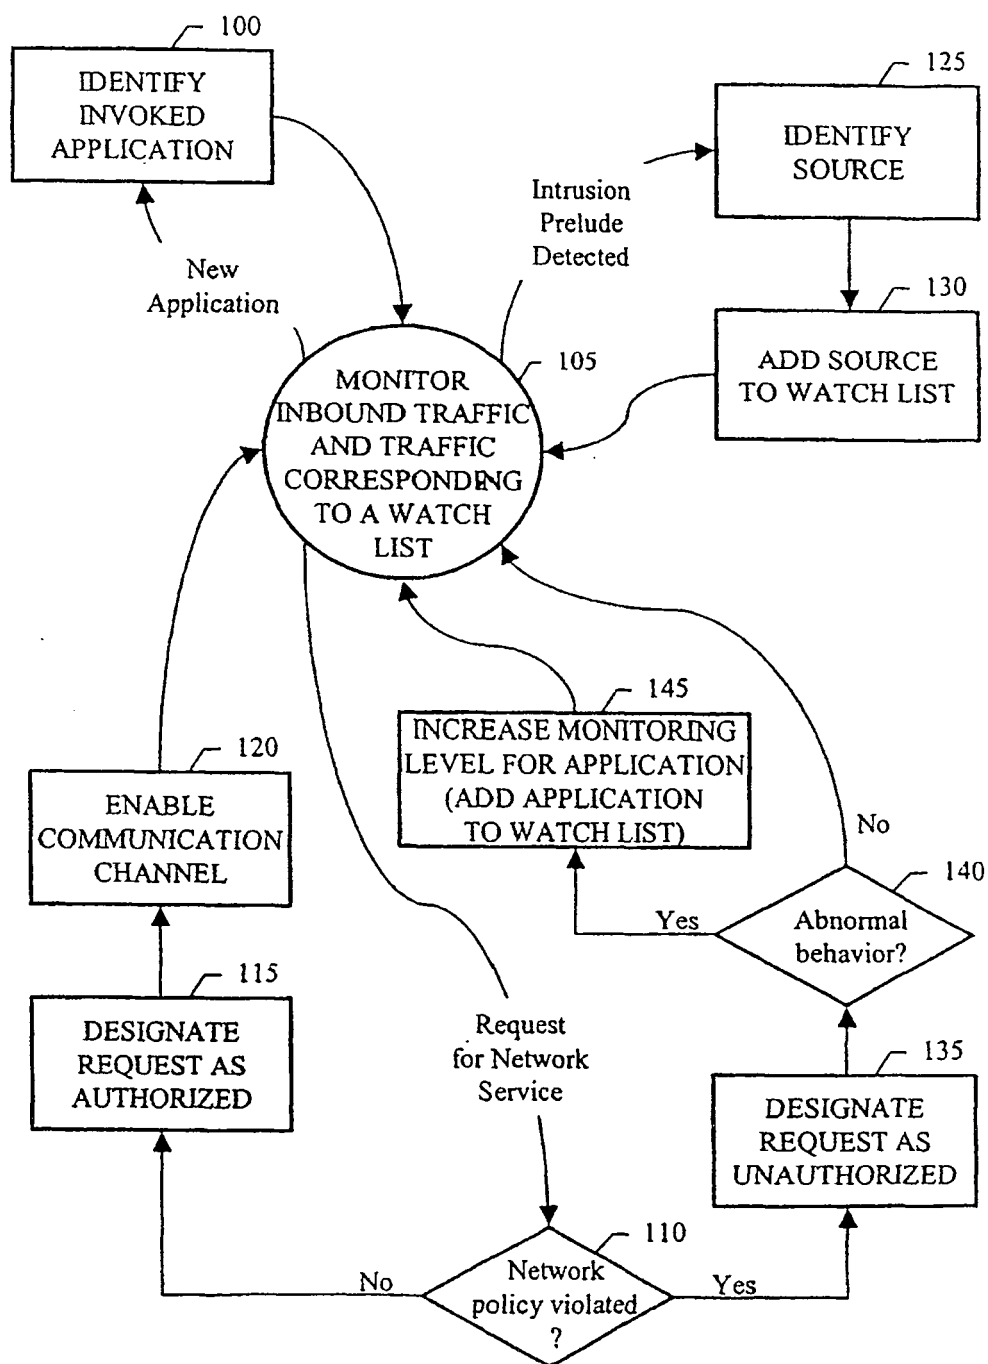 100
IDENTIFY
INVOKED
APPLICATION
125
IDENTIFY
SOURCE
Intrusion
Prelude
Detected
New
Application
130
ADD SOURCE
TO WATCH LIST
105
MONITOR
INBOUND TRAFFIC
AND TRAFFIC
CORRESPONDING
TO A WATCH
LIST
145
INCREASE MONITORING
LEVEL FOR APPLICATION
(ADD APPLICATION
TO WATCH LIST)
120
ENABLE
COMMUNICATION
CHANNEL
No
140
Abnormal
behavior?
Yes
115
DESIGNATE
REQUEST AS
AUTHORIZED
Request
for Network
Service
135
DESIGNATE
REQUEST AS
UNAUTHORIZED
110
Network
policy violated
?
No
Yes